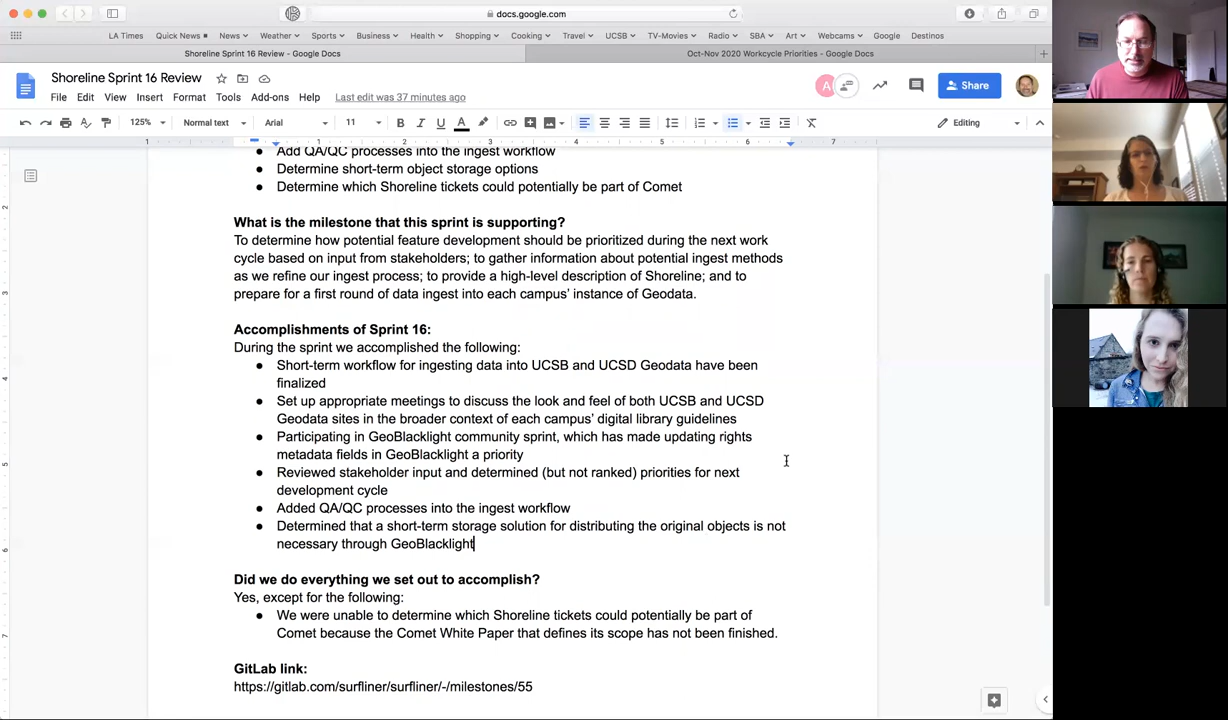 docs.google.com
LA Times Quick News News Weather Sports Business Health Shopping Cooking Travel UCSB TV-Movies Radio SBA Art Webcams Google Destinos
Shoreline Sprint 16 Review - Google Docs
Oct-Nov 2020 Workcycle Priorities - Google Docs
Shoreline Sprint 16 Review
A
Share
File Edit View Insert Format Tools Add-ons Help Last edit was 37 minutes ago
125% Normal text Arial 11 B I U A Editing
1 1 2 3 4 5 6 7
Add QA/QC processes into the ingest workflow
● Determine short-term object storage options
● Determine which Shoreline tickets could potentially be part of Comet
What is the milestone that this sprint is supporting?
To determine how potential feature development should be prioritized during the next work
cycle based on input from stakeholders; to gather information about potential ingest methods
as we refine our ingest process; to provide a high-level description of Shoreline; and to
prepare for a first round of data ingest into each campus' instance of Geodata.
Accomplishments of Sprint 16:
During the sprint we accomplished the following:
● Short-term workflow for ingesting data into UCSB and UCSD Geodata have been
finalized
● Set up appropriate meetings to discuss the look and feel of both UCSB and UCSD
Geodata sites in the broader context of each campus' digital library guidelines
● Participating in GeoBlacklight community sprint, which has made updating rights
metadata fields in GeoBlacklight a priority
● Reviewed stakeholder input and determined (but not ranked) priorities for next
development cycle
● Added QA/QC processes into the ingest workflow
● Determined that a short-term storage solution for distributing the original objects is not
necessary through GeoBlacklight
Did we do everything we set out to accomplish?
Yes, except for the following:
● We were unable to determine which Shoreline tickets could potentially be part of
Comet because the Comet White Paper that defines its scope has not been finished.
GitLab link:
https://gitlab.com/surfliner/surfliner/-/milestones/55